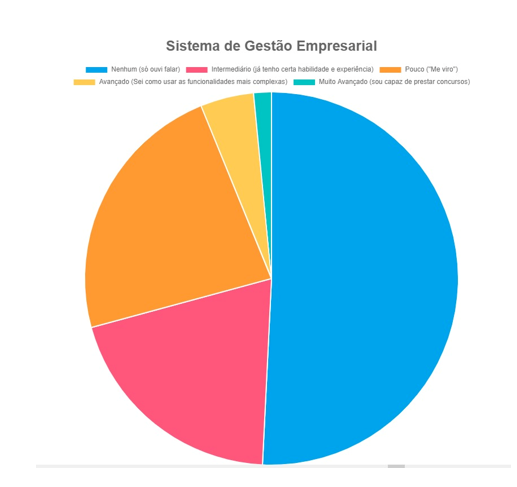 Sistema de Gestão Empresarial
Nenhum (só ouvi falar) Intermediário (já tenho certa habilidade e experiência) Pouco ("Me viro")
Avançado (Sei como usar as funcionalidades mais complexas) Muito Avançado (sou capaz de prestar concursos)